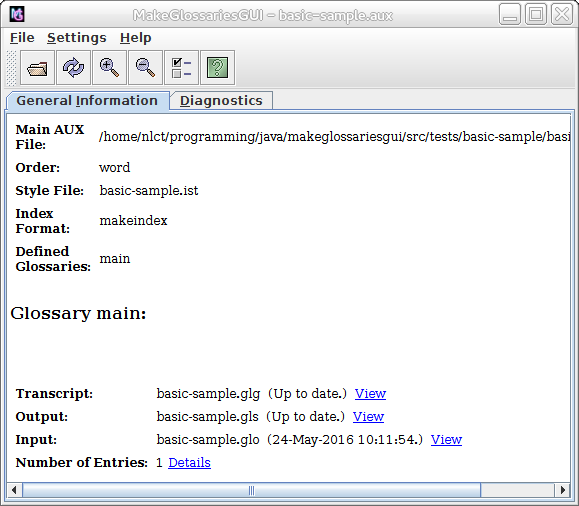 MakeGlossariesGUI – basic-sample.aux
File Settings Help
General Information Diagnostics
Main AUX
File: /home/nlct/programming/java/makeglossariesgui/src/tests/basic-sample/basi
Order: word
Style File: basic-sample.ist
Index
Format: makeindex
Defined
Glossaries: main
Glossary main:
Transcript: basic-sample.glg (Up to date.) View
Output: basic-sample.gls (Up to date.) View
Input: basic-sample.glo (24-May-2016 10:11:54.) View
Number of Entries: 1 Details